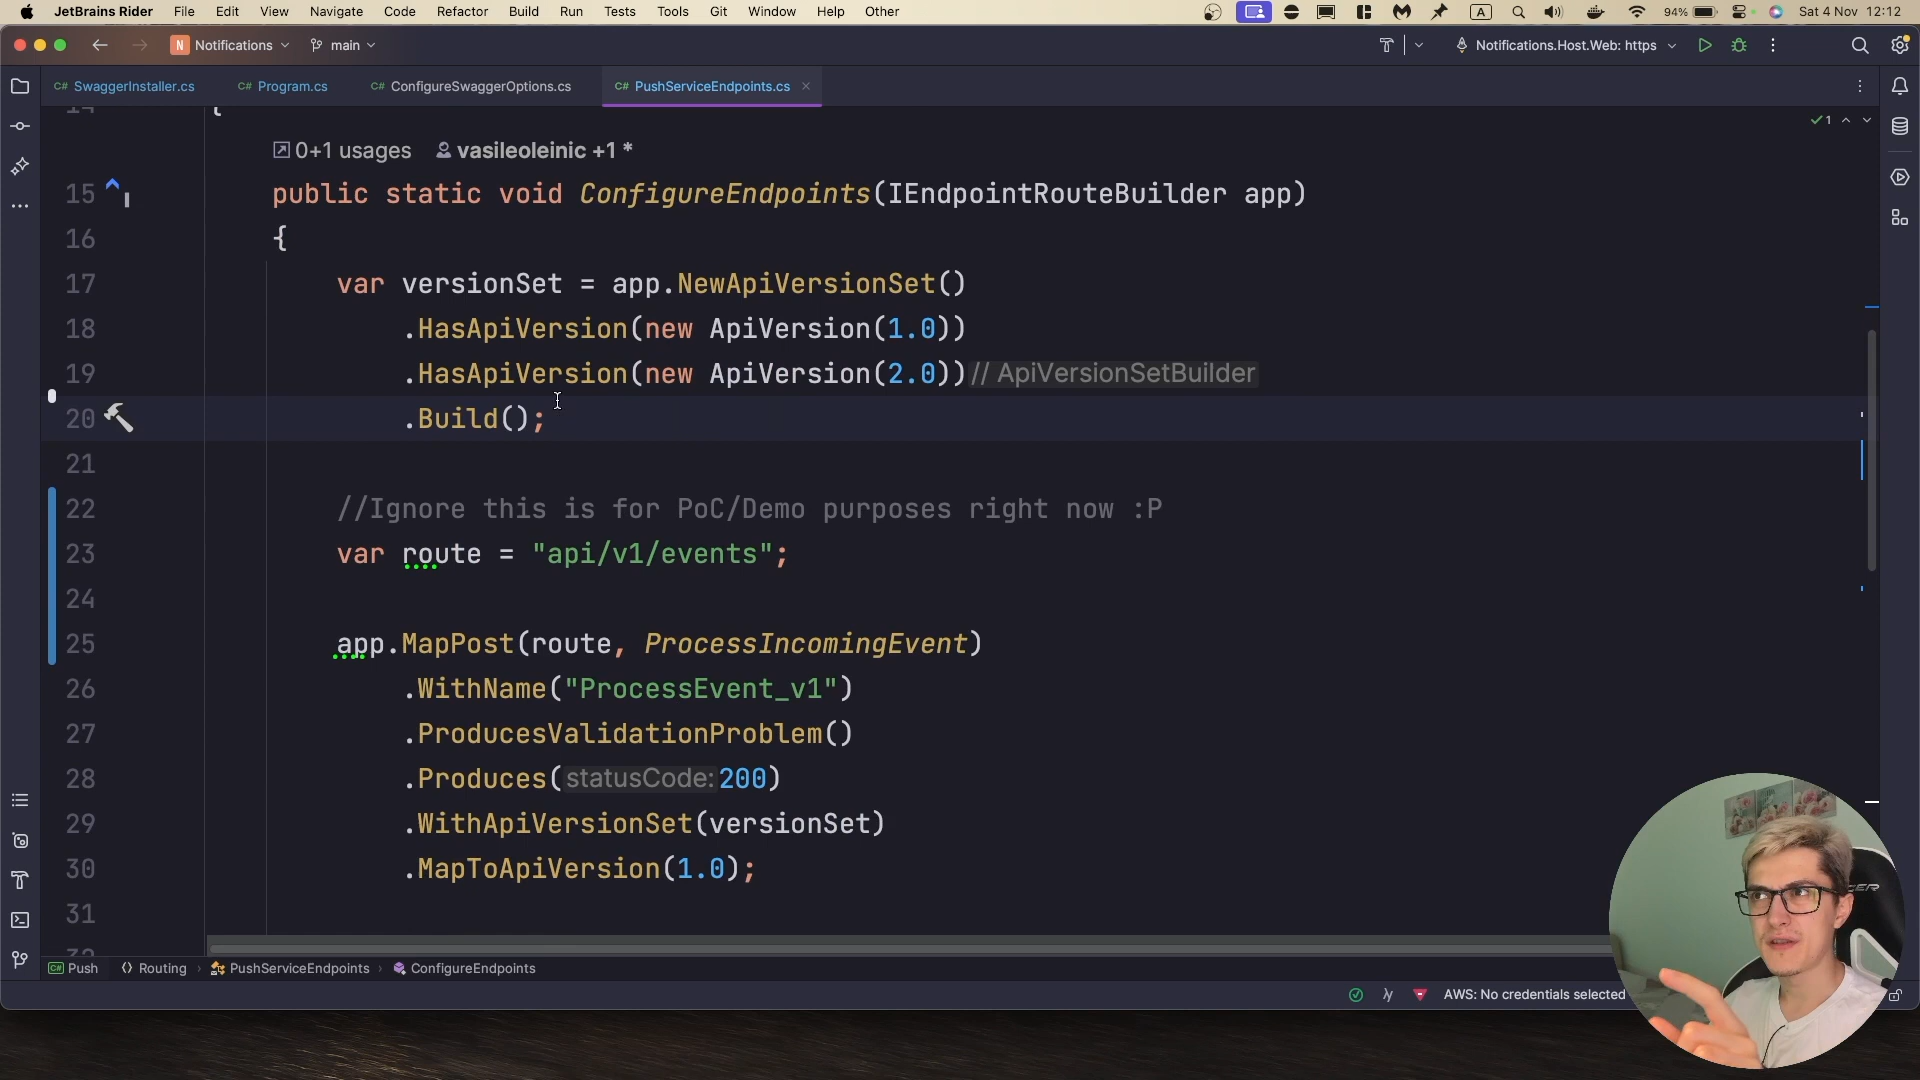 JetBrains Rider File Edit View Navigate Code Refactor Build Run Tests Tools Git Window Help Other A 94% Sat 4 Nov 12:12
N Notifications main Notifications.Host.Web: https
C# SwaggerInstaller.cs C# Program.cs C# ConfigureSwaggerOptions.cs C# PushServiceEndpoints.cs
14 {
0+1 usages vasileoleinic +1 *
1
15 public static void ConfigureEndpoints(IEndpointRouteBuilder app)
16 {
17 var versionSet = app.NewApiVersionSet()
18 .HasApiVersion(new ApiVersion(1.0))
19 .HasApiVersion(new ApiVersion(2.0))// ApiVersionSetBuilder
20 .Build();
21
22 //Ignore this is for PoC/Demo purposes right now :P
23 var route = "api/v1/events";
24
25 app.MapPost(route, ProcessIncomingEvent)
26 .WithName("ProcessEvent_v1")
27 .ProducesValidationProblem()
28 .Produces(statusCode:200)
29 .WithApiVersionSet(versionSet)
30 .MapToApiVersion(1.0);
31
C# Push Routing PushServiceEndpoints ConfigureEndpoints
AWS: No credentials selected